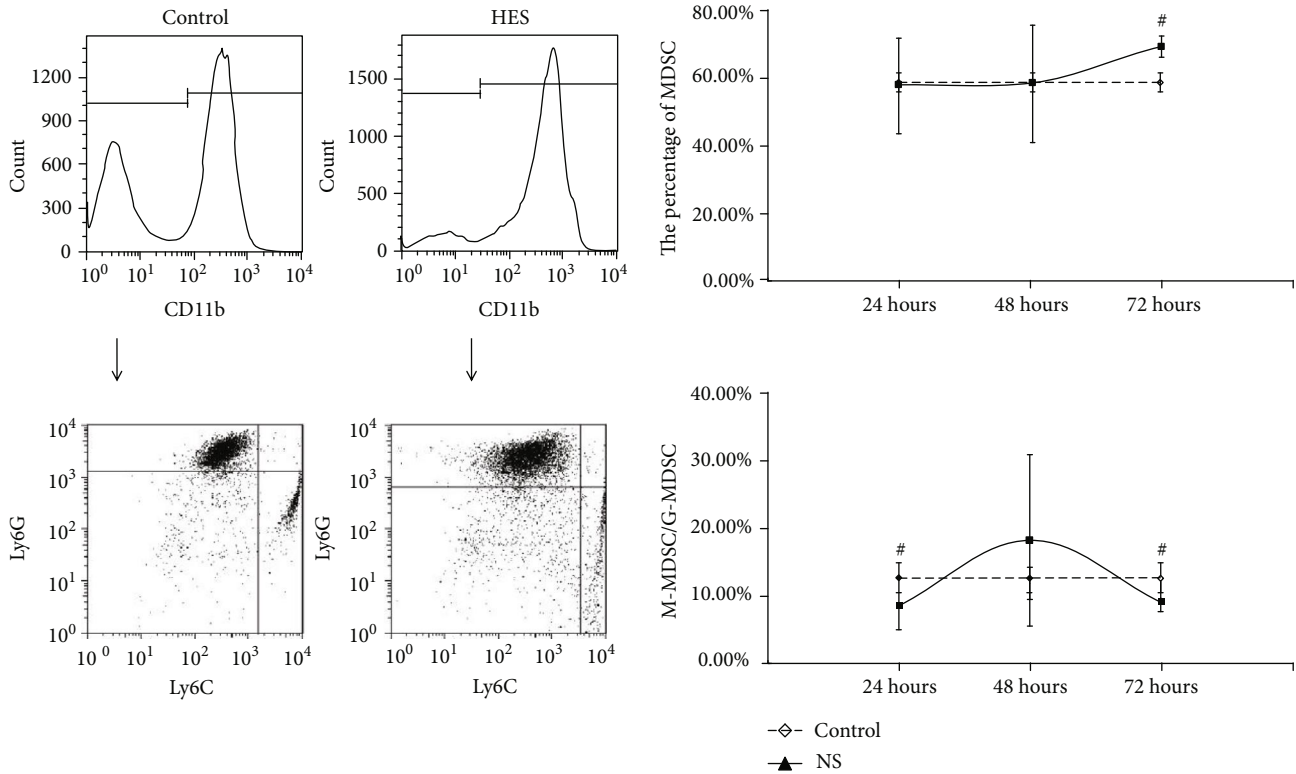 Control
1200
900
600
300
0
Count
10^0 10^1 10^2 10^3 10^4
CD11b
HES
1500
1000
500
0
Count
10^0 10^1 10^2 10^3 10^4
CD11b
10^4
10^3
10^2
10^1
10^0
Ly6G
10^0 10^1 10^2 10^3 10^4
Ly6C
10^4
10^3
10^2
10^1
10^0
Ly6G
10^0 10^1 10^2 10^3 10^4
Ly6C
80.00%
60.00%
40.00%
20.00%
0.00%
The percentage of MDSC
#
24 hours 48 hours 72 hours
40.00%
30.00%
20.00%
10.00%
0.00%
M-MDSC/G-MDSC
# #
24 hours 48 hours 72 hours
Control
NS